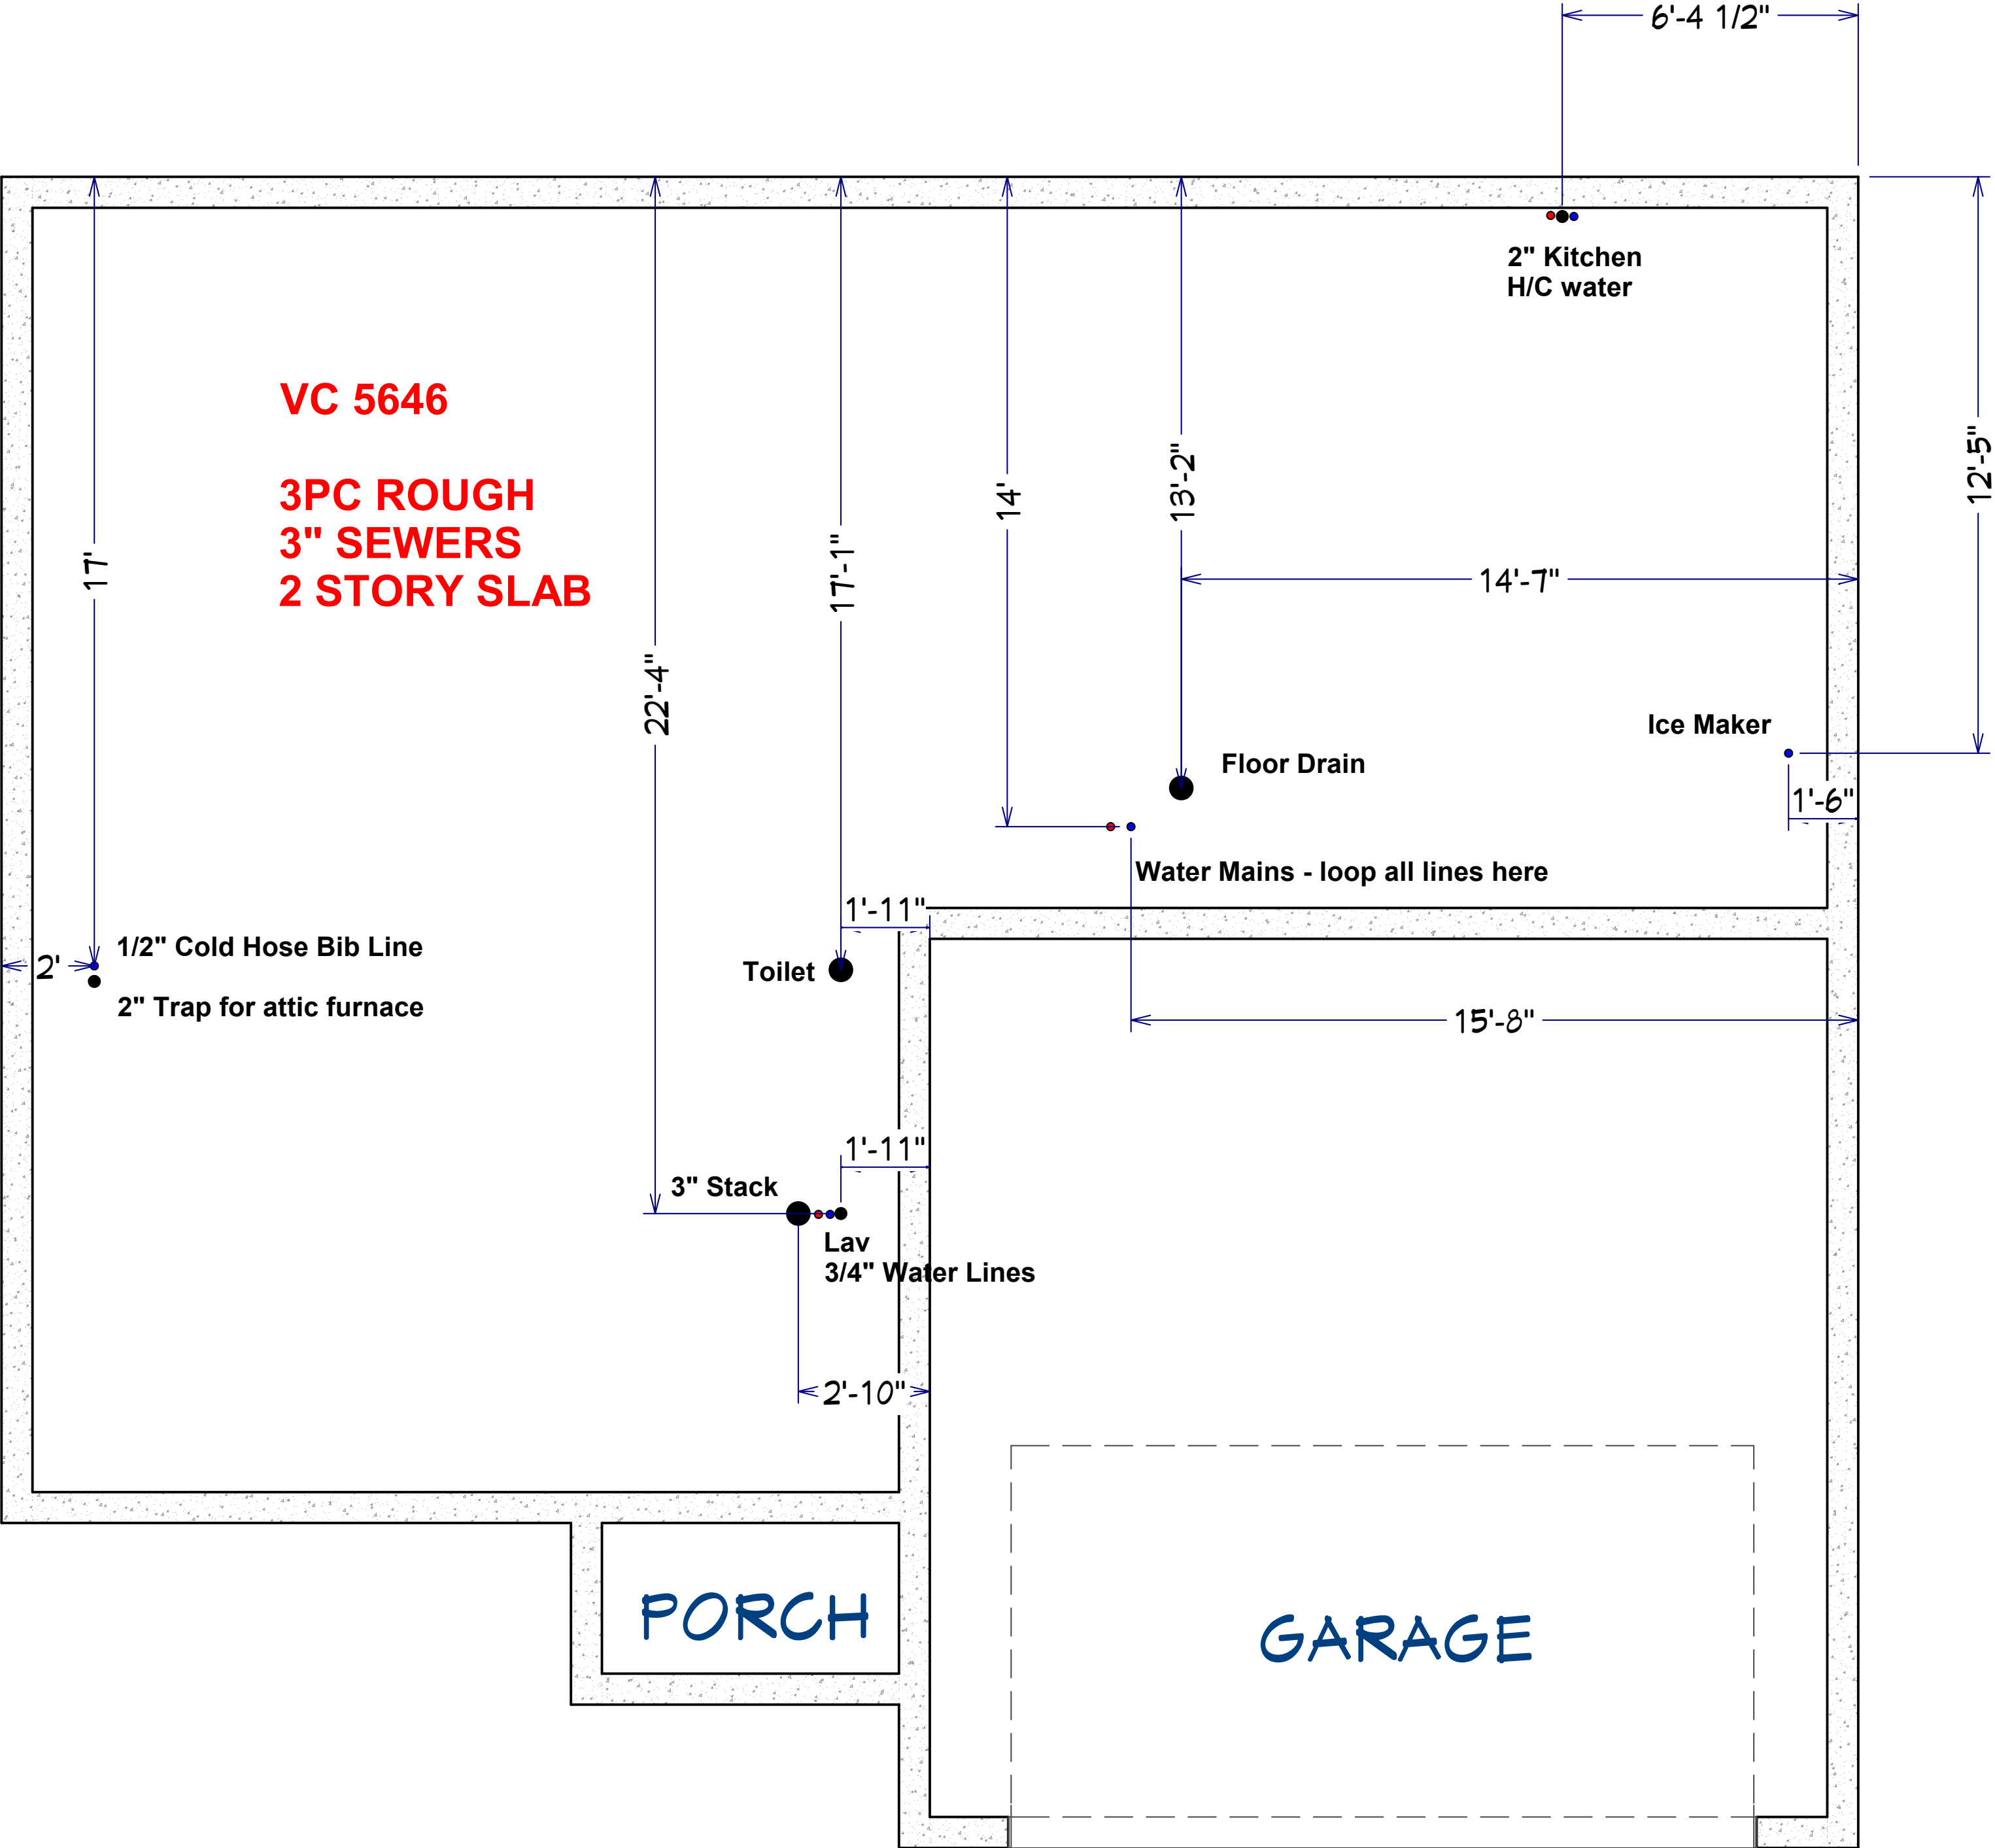 6'-4 1/2"
2" Kitchen
H/C water
VC 5646
3PC ROUGH
3" SEWERS
2 STORY SLAB
17'
22'-4"
17'-1"
14'
13'-2"
12'-5"
14'-7"
Ice Maker
Floor Drain
1'-6"
Water Mains - loop all lines here
1'-11"
1/2" Cold Hose Bib Line
2'
Toilet
2" Trap for attic furnace
15'-8"
1'-11"
3" Stack
Lav
3/4" Water Lines
2'-10"
PORCH
GARAGE